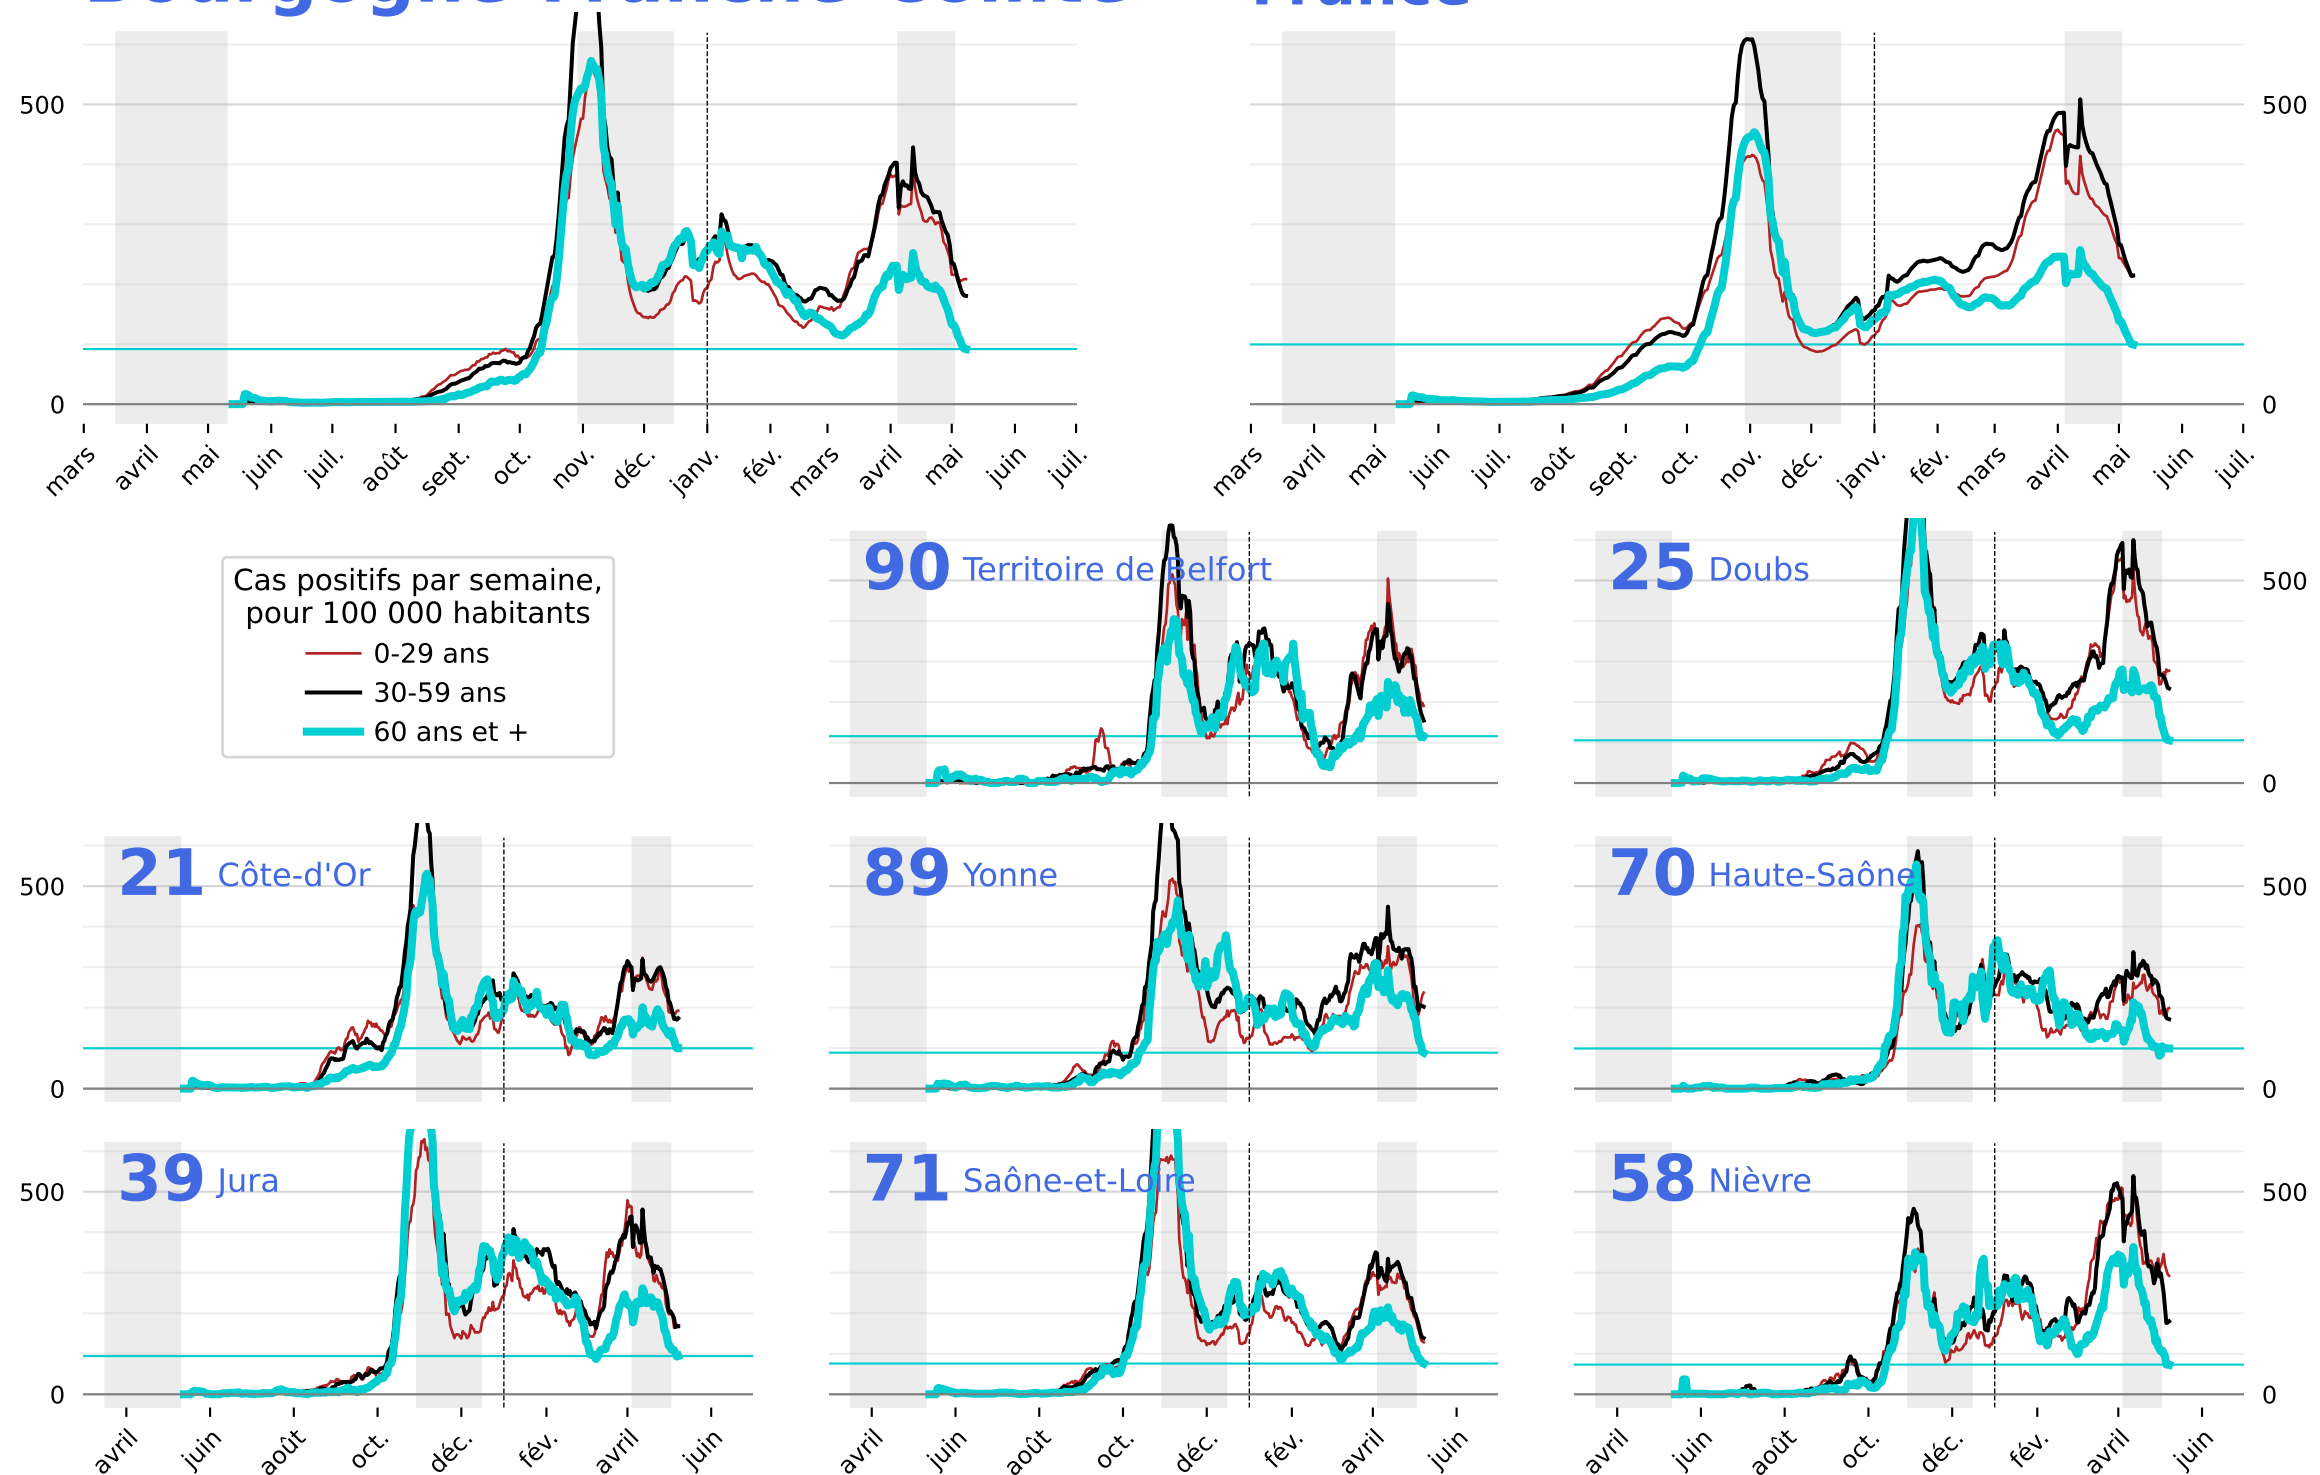 Bourgogne-Franche-Comté
France
500
0
500
0
mars avril mai juin juil. août sept. oct. nov. déc. janv. fév. mars avril mai juin juil.
mars avril mai juin juil. août sept. oct. nov. déc. janv. fév. mars avril mai juin juil.
Cas positifs par semaine,
pour 100 000 habitants
0-29 ans
30-59 ans
60 ans et +
90 Territoire de Belfort
25 Doubs
500
0
500
0
21 Côte-d'Or
89 Yonne
70 Haute-Saône
500
0
500
0
39 Jura
71 Saône-et-Loire
58 Nièvre
500
0
avril juin août oct. déc. fév. avril juin
avril juin août oct. déc. fév. avril juin
avril juin août oct. déc. fév. avril juin